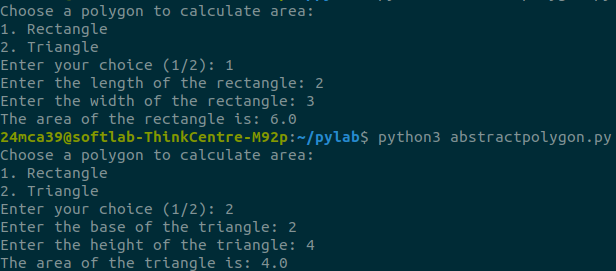 Choose a polygon to calculate area:
1. Rectangle
2. Triangle
Enter your choice (1/2): 1
Enter the length of the rectangle: 2
Enter the width of the rectangle: 3
The area of the rectangle is: 6.0
24mca39@softlab-ThinkCentre-M92p:~/pylab$ python3 abstractpolygon.py
Choose a polygon to calculate area:
1. Rectangle
2. Triangle
Enter your choice (1/2): 2
Enter the base of the triangle: 2
Enter the height of the triangle: 4
The area of the triangle is: 4.0